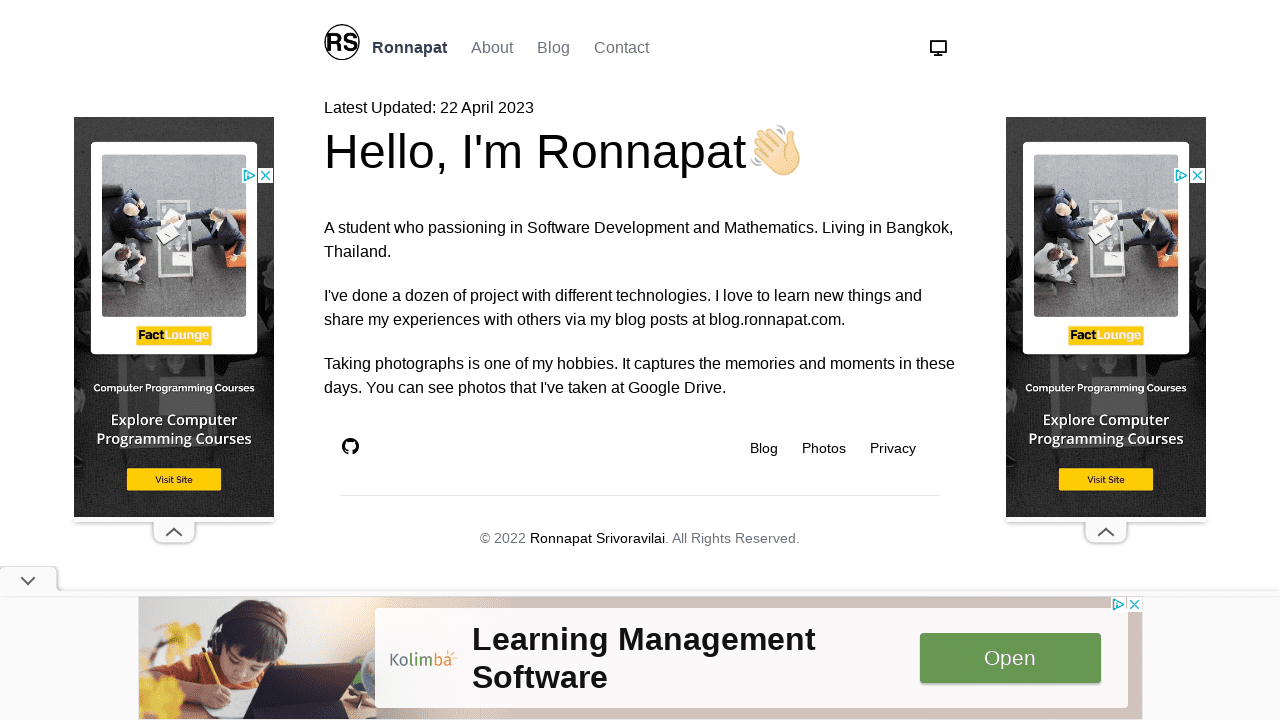 RS
Ronnapat About Blog Contact
Latest Updated: 22 April 2023
Hello, I'm Ronnapat
A student who passioning in Software Development and Mathematics. Living in Bangkok,
Thailand.
I've done a dozen of project with different technologies. I love to learn new things and
share my experiences with others via my blog posts at blog.ronnapat.com.
Taking photographs is one of my hobbies. It captures the memories and moments in these
days. You can see photos that I've taken at Google Drive.
Blog Photos Privacy
© 2022 Ronnapat Srivoravilai. All Rights Reserved.
FactLounge
Computer Programming Courses
Explore Computer
Programming Courses
Visit Site
FactLounge
Computer Programming Courses
Explore Computer
Programming Courses
Visit Site
Kolimba
Learning Management
Software
Open